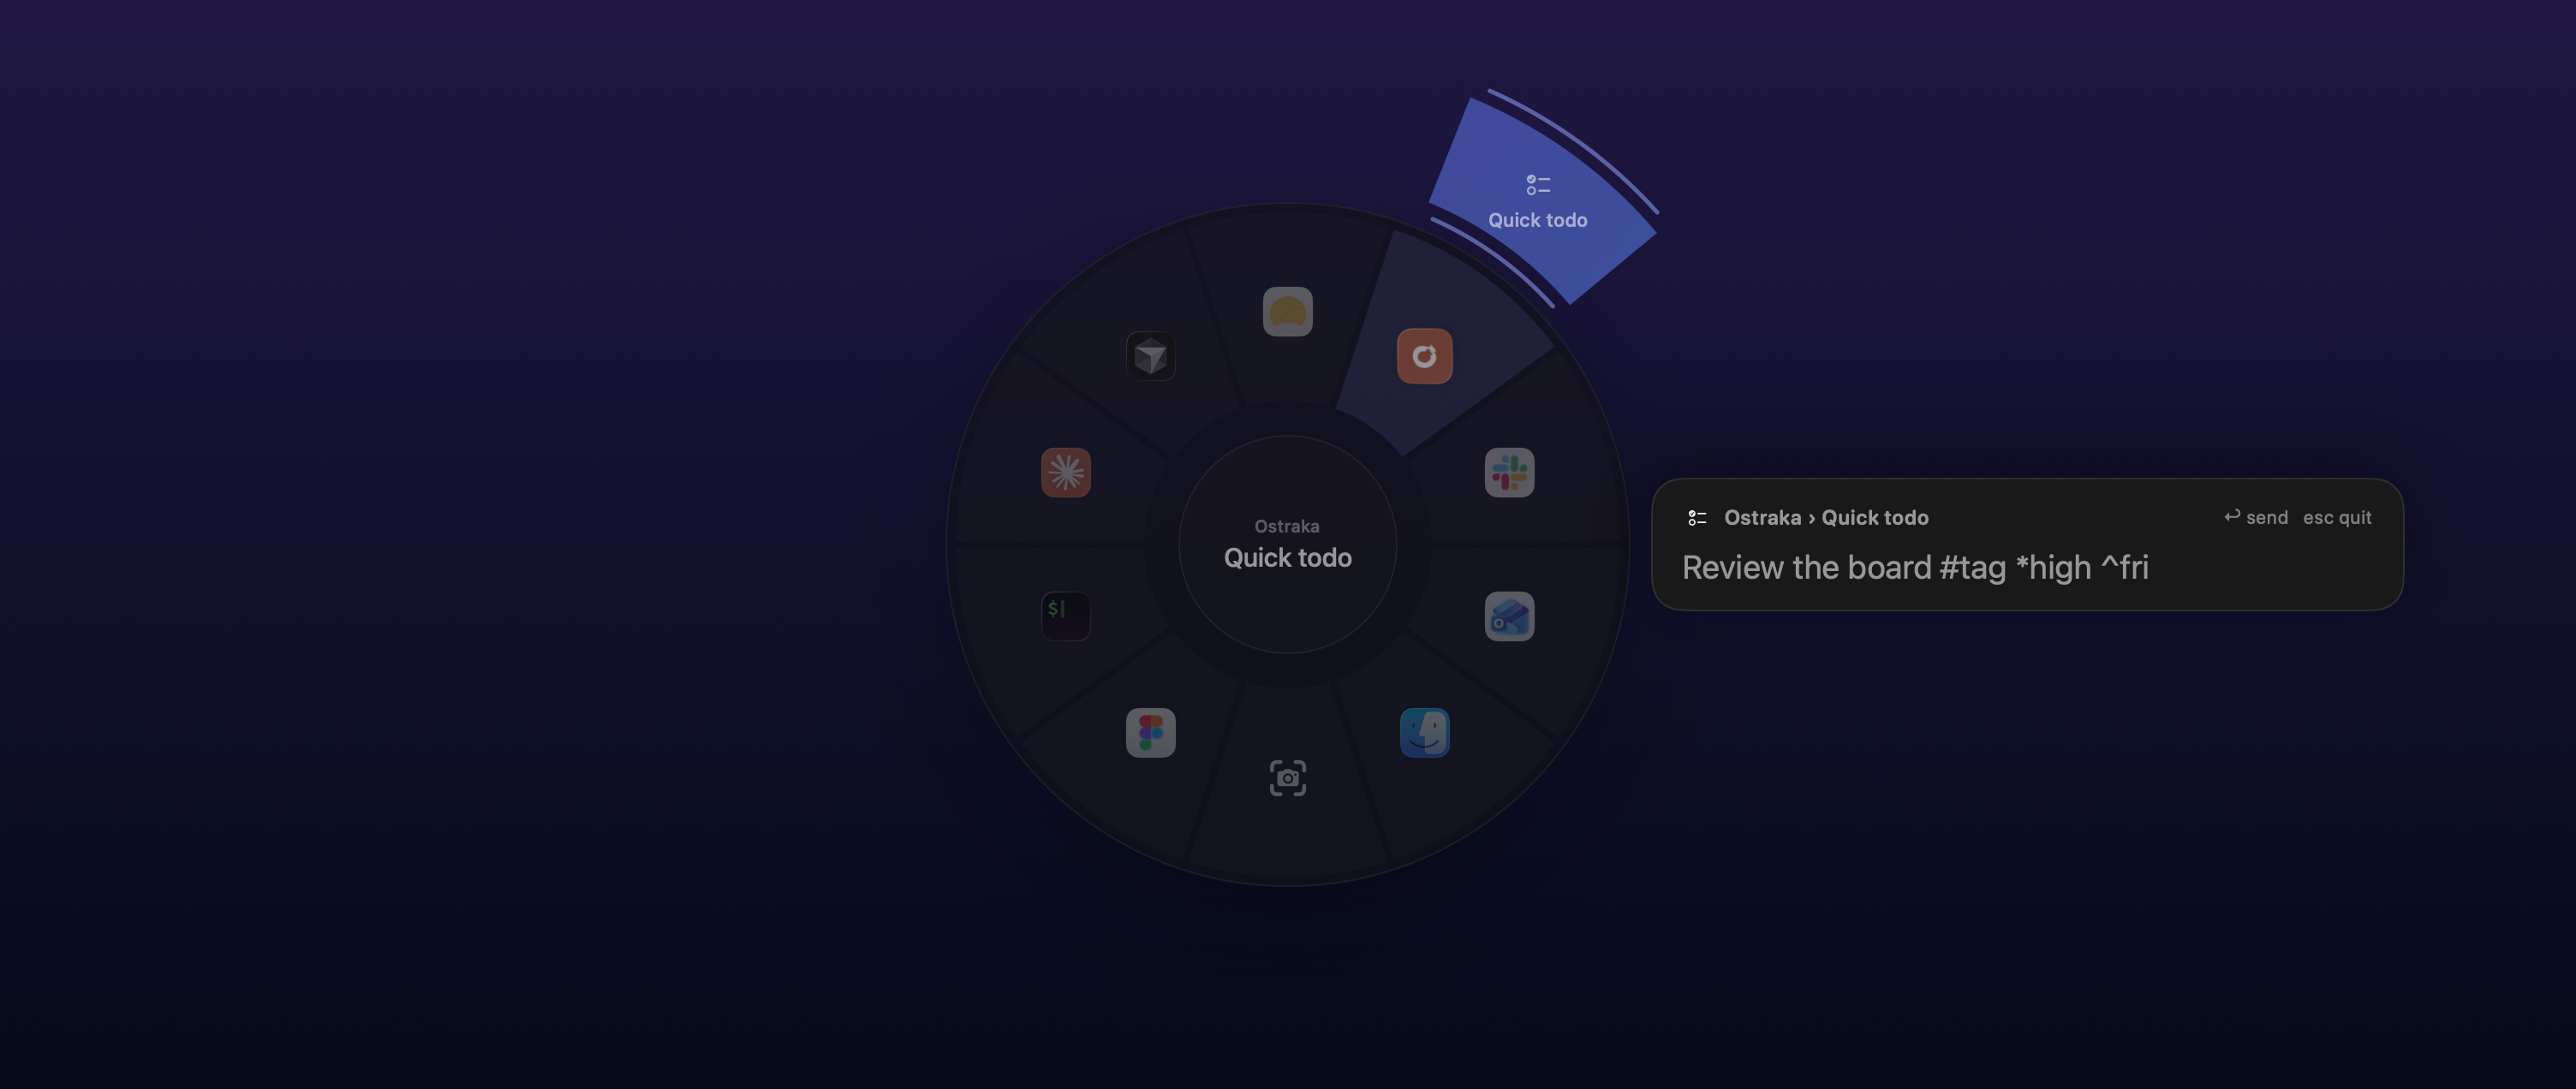 Quick todo
Ostraka
Quick todo
$
Ostraka › Quick todo
send esc quit
Review the board #tag *high ^fri